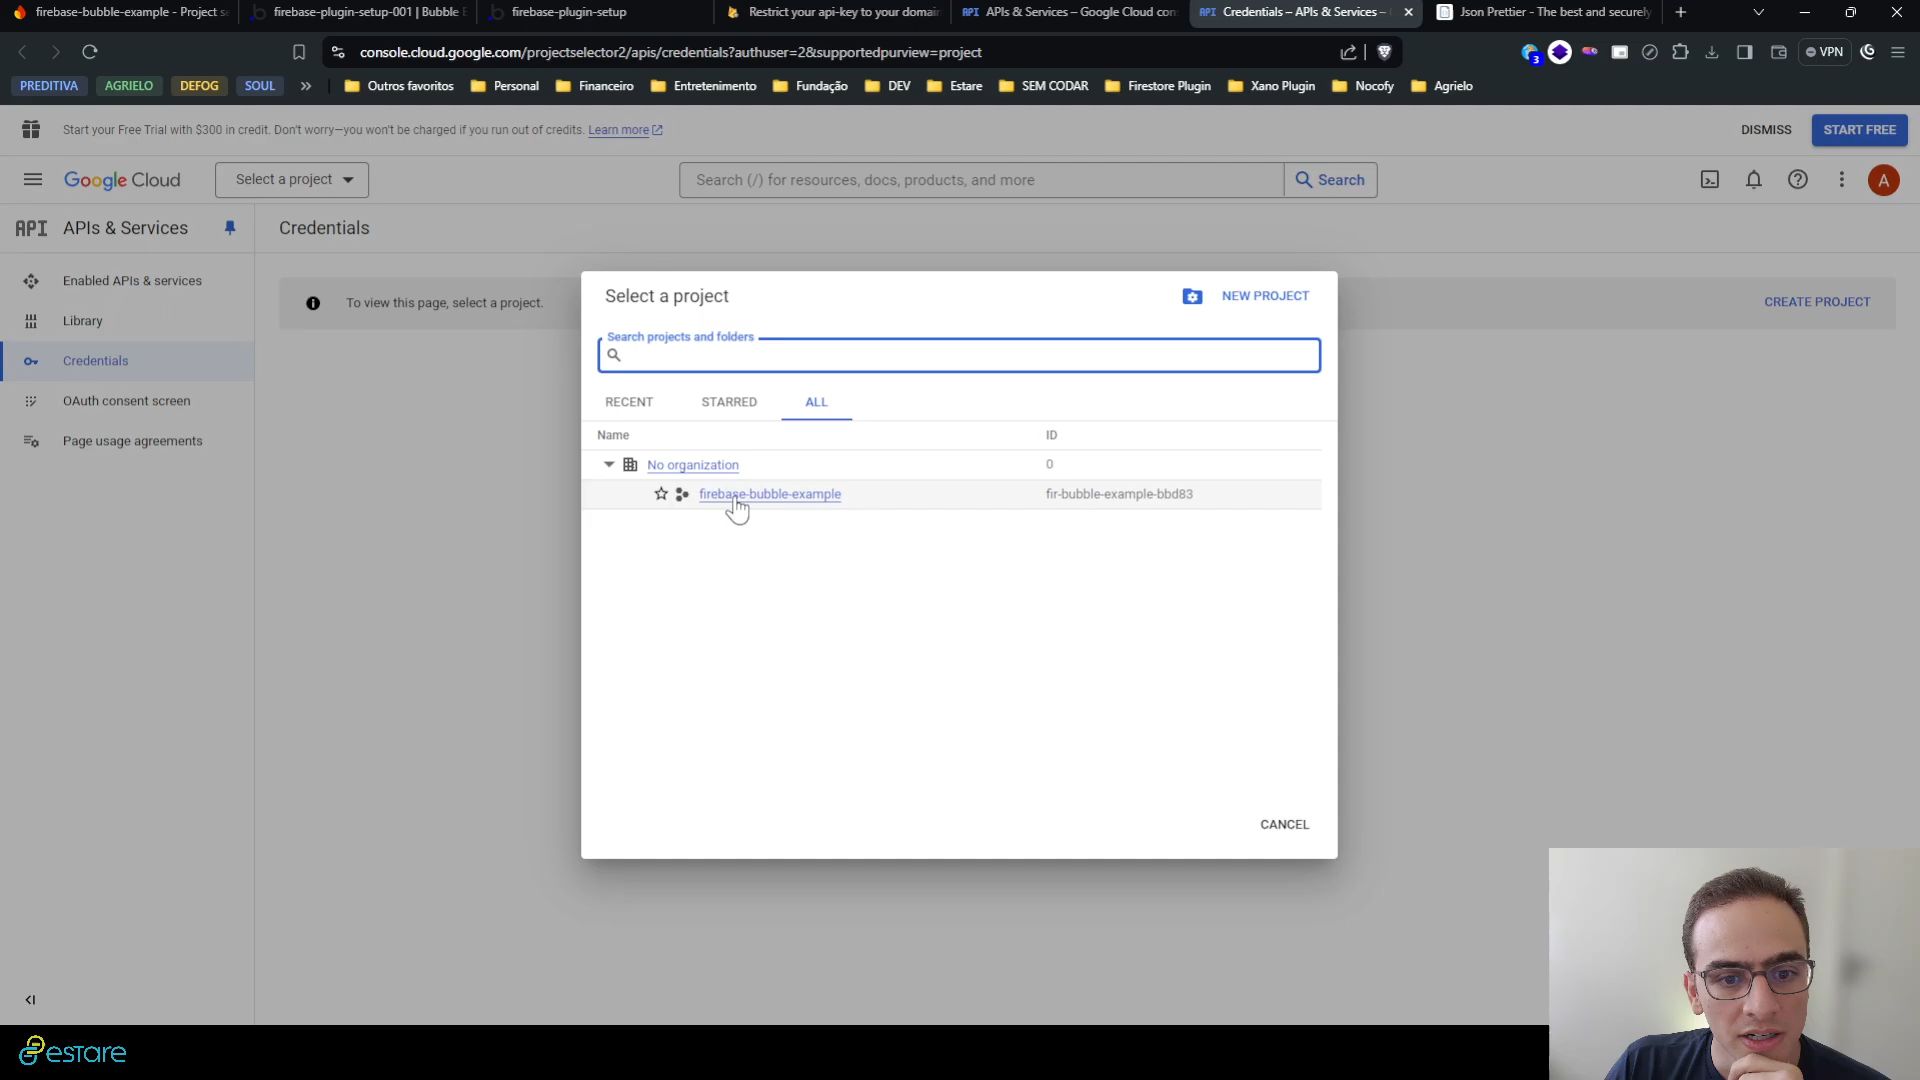 firebase-bubble-example - Project se
firebase-plugin-setup-001 | Bubble E
firebase-plugin-setup
Restrict your api-key to your domain
API APIs & Services – Google Cloud con
API Credentials – APIs & Services –
Json Prettier - The best and securely
console.cloud.google.com/projectselector2/apis/credentials?authuser=2&supportedpurview=project
3
VPN
PREDITIVA
AGRIELO
DEFOG
SOUL
Outros favoritos
Personal
Financeiro
Entretenimento
Fundação
DEV
Estare
SEM CODAR
Firestore Plugin
Xano Plugin
Nocofy
Agrielo
Start your Free Trial with $300 in credit. Don't worry—you won't be charged if you run out of credits. Learn more
DISMISS
START FREE
Google Cloud
Select a project
Search (/) for resources, docs, products, and more
Search
A
API APIs & Services
Credentials
Enabled APIs & services
Library
Credentials
OAuth consent screen
Page usage agreements
To view this page, select a project.
CREATE PROJECT
Select a project
NEW PROJECT
Search projects and folders
RECENT
STARRED
ALL
Name
ID
No organization
0
firebase-bubble-example
fir-bubble-example-bbd83
CANCEL
estare